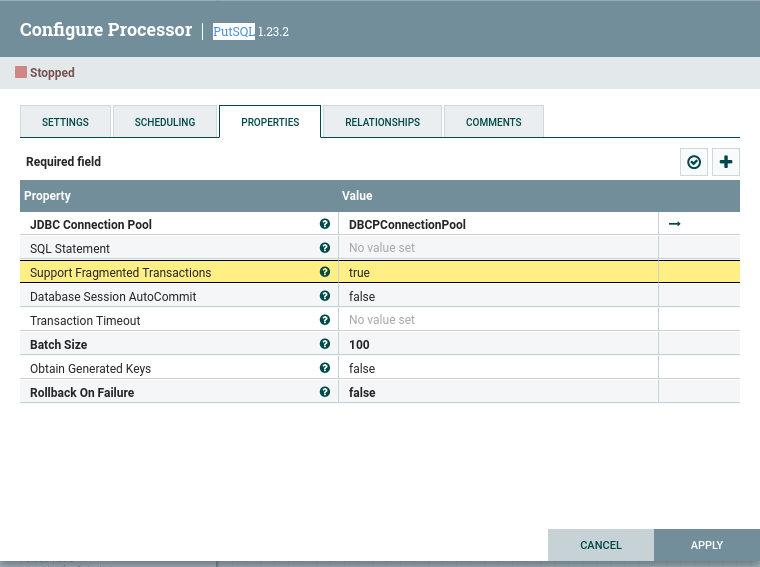 Configure Processor | PutSQL 1.23.2
Stopped
SETTINGS SCHEDULING PROPERTIES RELATIONSHIPS COMMENTS
Required field
Property Value
JDBC Connection Pool DBCPConnectionPool
SQL Statement No value set
Support Fragmented Transactions true
Database Session AutoCommit false
Transaction Timeout No value set
Batch Size 100
Obtain Generated Keys false
Rollback On Failure false
CANCEL APPLY